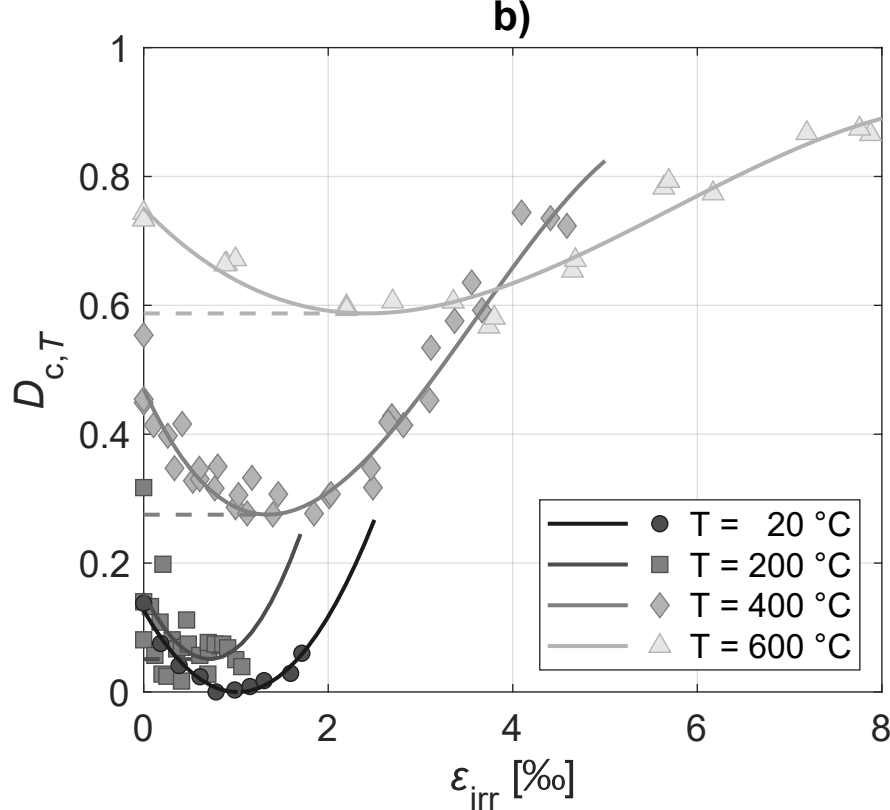 b)
1
0.8
0.6
0.4
0.2
0
D_c,T
0 2 4 6 8
ε_irr [‰]
T = 20 °C
T = 200 °C
T = 400 °C
T = 600 °C